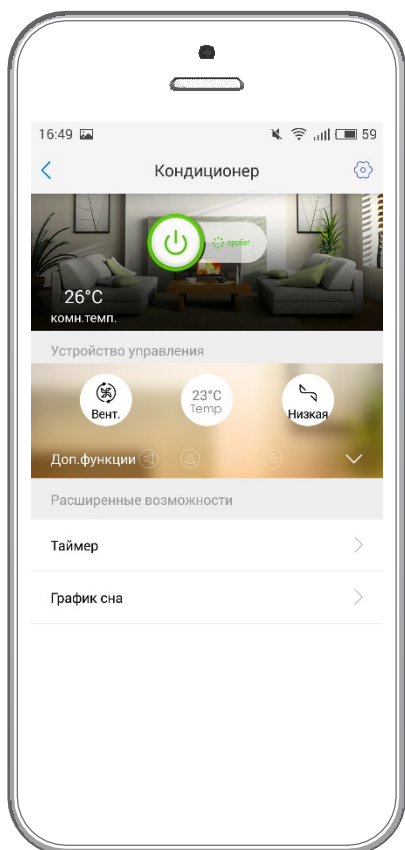 16:49 59
Кондиционер
пробег
26°C
комн.темп.
Устройство управления
Вент.
23°C
Temp
Низкая
Доп.функции
Расширенные возможности
Таймер
График сна